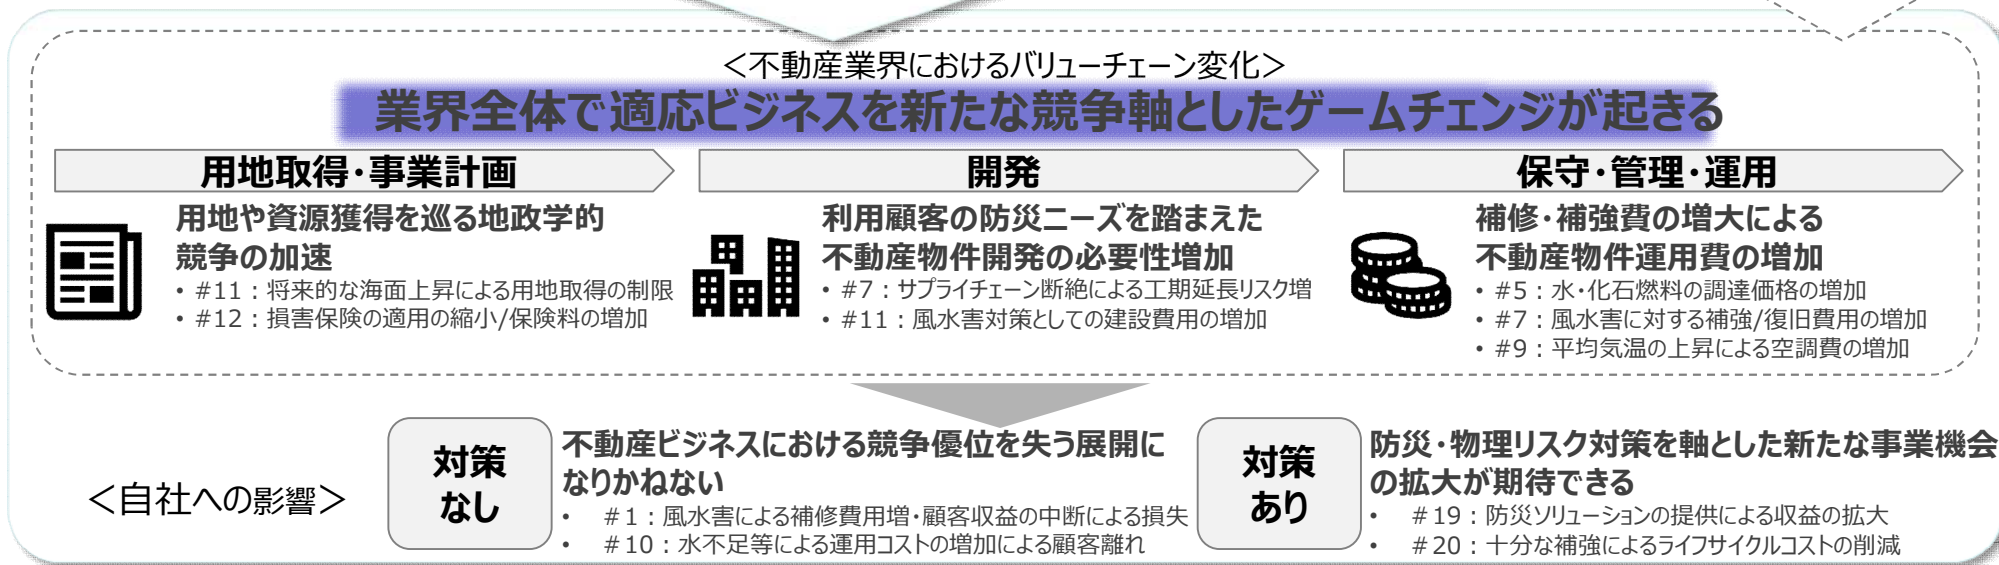 ＜不動産業界におけるバリューチェーン変化＞
業界全体で適応ビジネスを新たな競争軸としたゲームチェンジが起きる
用地取得・事業計画
用地や資源獲得を巡る地政学的
競争の加速
• #11：将来的な海面上昇による用地取得の制限
• #12：損害保険の適用の縮小/保険料の増加
開発
利用顧客の防災ニーズを踏まえた
不動産物件開発の必要性増加
• #7：サプライチェーン断絶による工期延長リスク増
• #11：風水害対策としての建設費用の増加
保守・管理・運用
補修・補強費の増大による
不動産物件運用費の増加
• #5：水・化石燃料の調達価格の増加
• #7：風水害に対する補強/復旧費用の増加
• #9：平均気温の上昇による空調費の増加
＜自社への影響＞
対策
なし
不動産ビジネスにおける競争優位を失う展開に
なりかねない
• #1：風水害による補修費用増・顧客収益の中断による損失
• #10：水不足等による運用コストの増加による顧客離れ
対策
あり
防災・物理リスク対策を軸とした新たな事業機会
の拡大が期待できる
• #19：防災ソリューションの提供による収益の拡大
• #20：十分な補強によるライフサイクルコストの削減